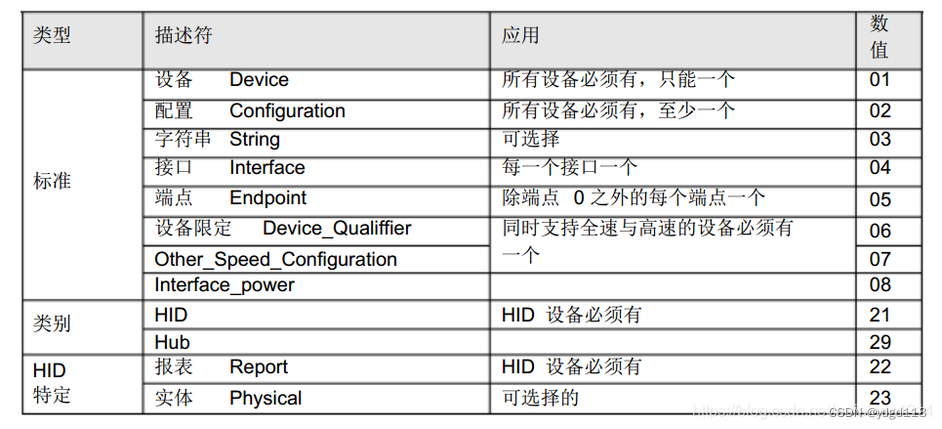 类型 描述符 应用 数值
标准 设备 Device 所有设备必须有，只能一个 01
配置 Configuration 所有设备必须有，至少一个 02
字符串 String 可选择 03
接口 Interface 每一个接口一个 04
端点 Endpoint 除端点 0 之外的每个端点一个 05
设备限定 Device_Qualiffier 同时支持全速与高速的设备必须有一个 06
Other_Speed_Configuration 07
Interface_power 08
类别 HID HID 设备必须有 21
Hub 29
HID特定 报表 Report HID 设备必须有 22
实体 Physical 可选择的 23
CSDN @ydgd118